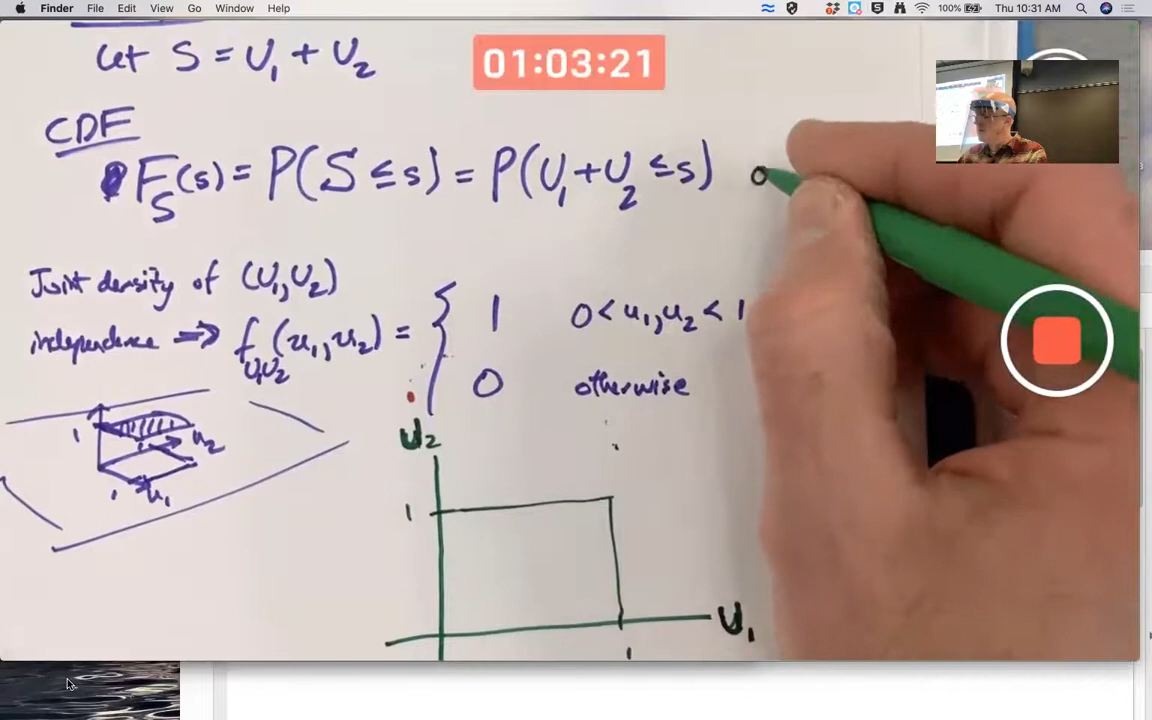 Finder File Edit View Go Window Help 100% Thu 10:31 AM
Let S = U₁ + U₂
01:03:21
CDF
F_S(s) = P(S ≤ s) = P(U₁ + U₂ ≤ s)
Joint density of (U₁, U₂)
independence ⇒ f_U₁U₂(u₁, u₂) = { 1 0 < u₁, u₂ < 1
0 otherwise
1 u₂
1 u₁
U₂
1
U₁
1